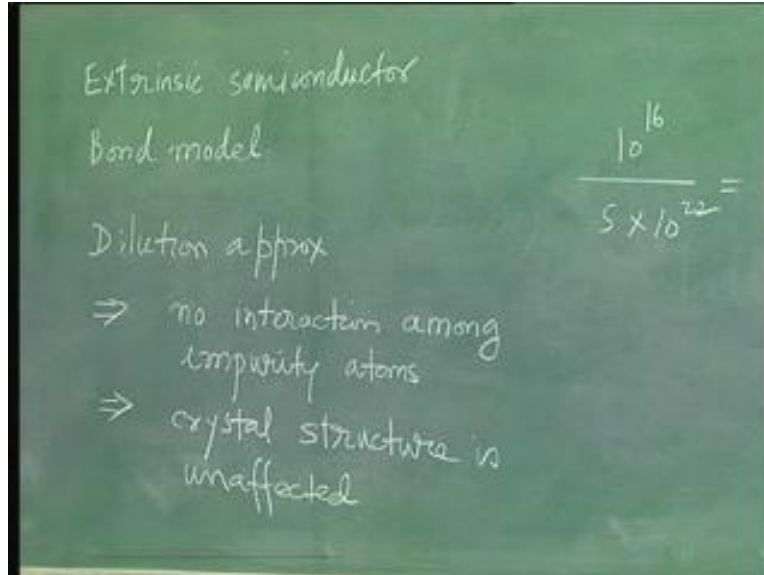 Extrinsic semiconductor
Bond model
Dilution approx
⇒ no interaction among
impurity atoms
⇒ crystal structure is
unaffected
10^16
5 × 10^22 =